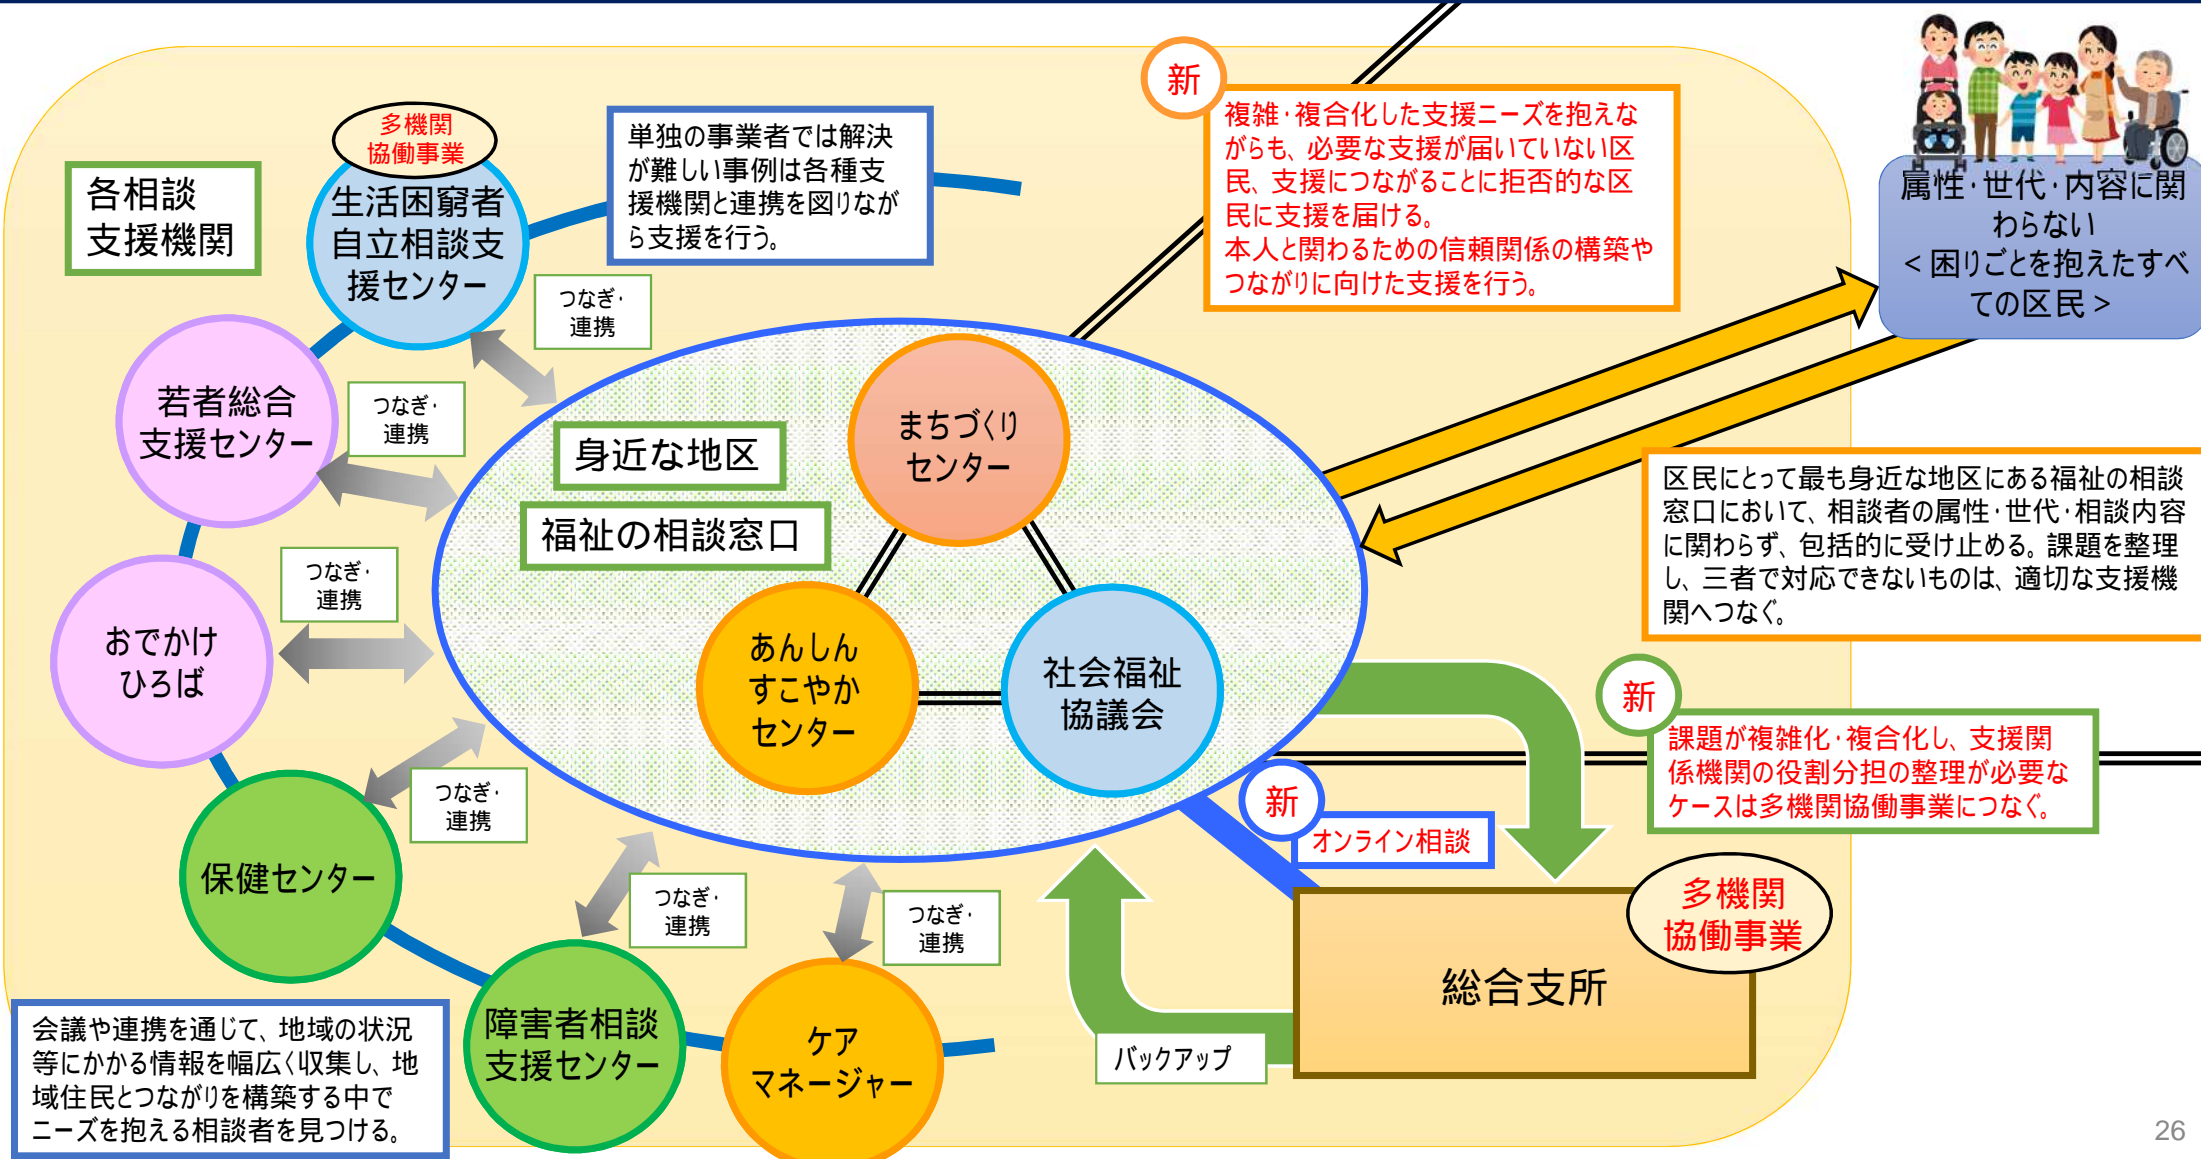 新
複雑・複合化した支援ニーズを抱えな
がらも、必要な支援が届いていない区
民、支援につながることに拒否的な区
民に支援を届ける。
本人と関わるための信頼関係の構築や
つながりに向けた支援を行う。
多機関
協働事業
生活困窮者
自立相談支
援センター
単独の事業者では解決
が難しい事例は各種支
援機関と連携を図りなが
ら支援を行う。
各相談
支援機関
属性・世代・内容に関
わらない
<困りごとを抱えたすべ
ての区民>
つなぎ・
連携
若者総合
支援センター
つなぎ・
連携
まちづくり
センター
身近な地区
福祉の相談窓口
区民にとって最も身近な地区にある福祉の相談
窓口において、相談者の属性・世代・相談内容
に関わらず、包括的に受け止める。課題を整理
し、三者で対応できないものは、適切な支援機
関へつなぐ。
つなぎ・
連携
おでかけ
ひろば
あんしん
すこやか
センター
社会福祉
協議会
新
課題が複雑化・複合化し、支援関
係機関の役割分担の整理が必要な
ケースは多機関協働事業につなぐ。
つなぎ・
連携
新
オンライン相談
保健センター
つなぎ・
連携
つなぎ・
連携
多機関
協働事業
総合支所
会議や連携を通じて、地域の状況
等にかかる情報を幅広く収集し、地
域住民とつながりを構築する中で
ニーズを抱える相談者を見つける。
障害者相談
支援センター
ケア
マネージャー
バックアップ
26